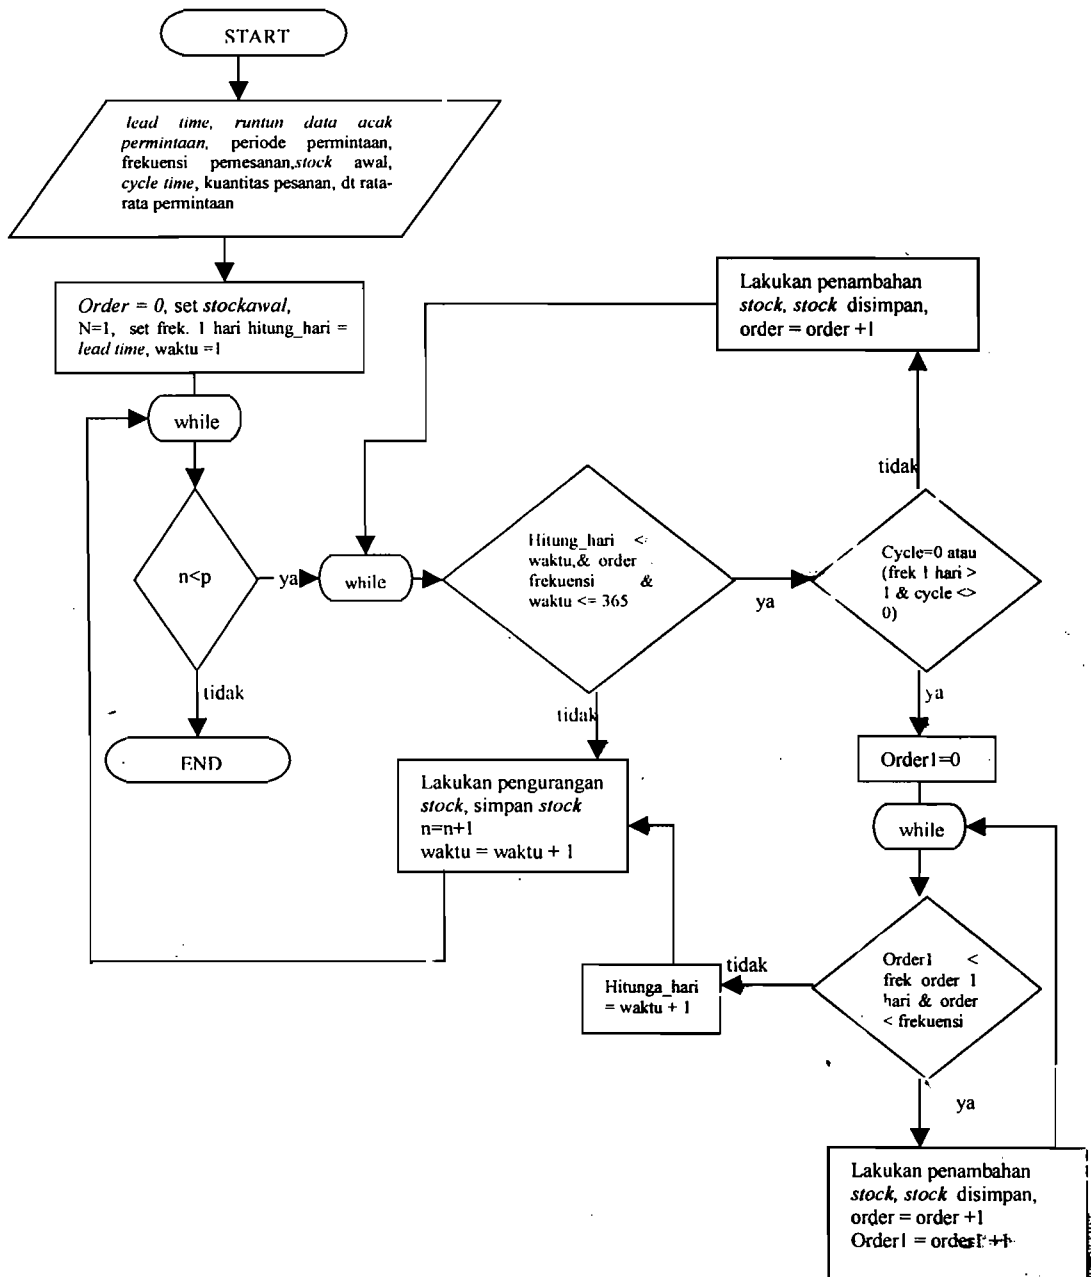 START
lead time, runtun data acak
permintaan, periode permintaan,
frekuensi pemesanan,stock awal,
cycle time, kuantitas pesanan, dt rata-
rata permintaan
Order = 0, set stockawal,
N=1, set frek. 1 hari hitung_hari =
lead time, waktu =1
while
n<p
ya
tidak
END
while
Hitung_hari <
waktu,& order
frekuensi &
waktu <= 365
ya
tidak
Lakukan penambahan
stock, stock disimpan,
order = order +1
tidak
Cycle=0 atau
(frek 1 hari >
1 & cycle <>
0)
ya
Order1=0
while
Order1 <
frek order 1
hari & order
< frekuensi
tidak
Hitunga_hari
= waktu + 1
Lakukan pengurangan
stock, simpan stock
n=n+1
waktu = waktu + 1
ya
Lakukan penambahan
stock, stock disimpan,
order = order +1
Order1 = order1 +1